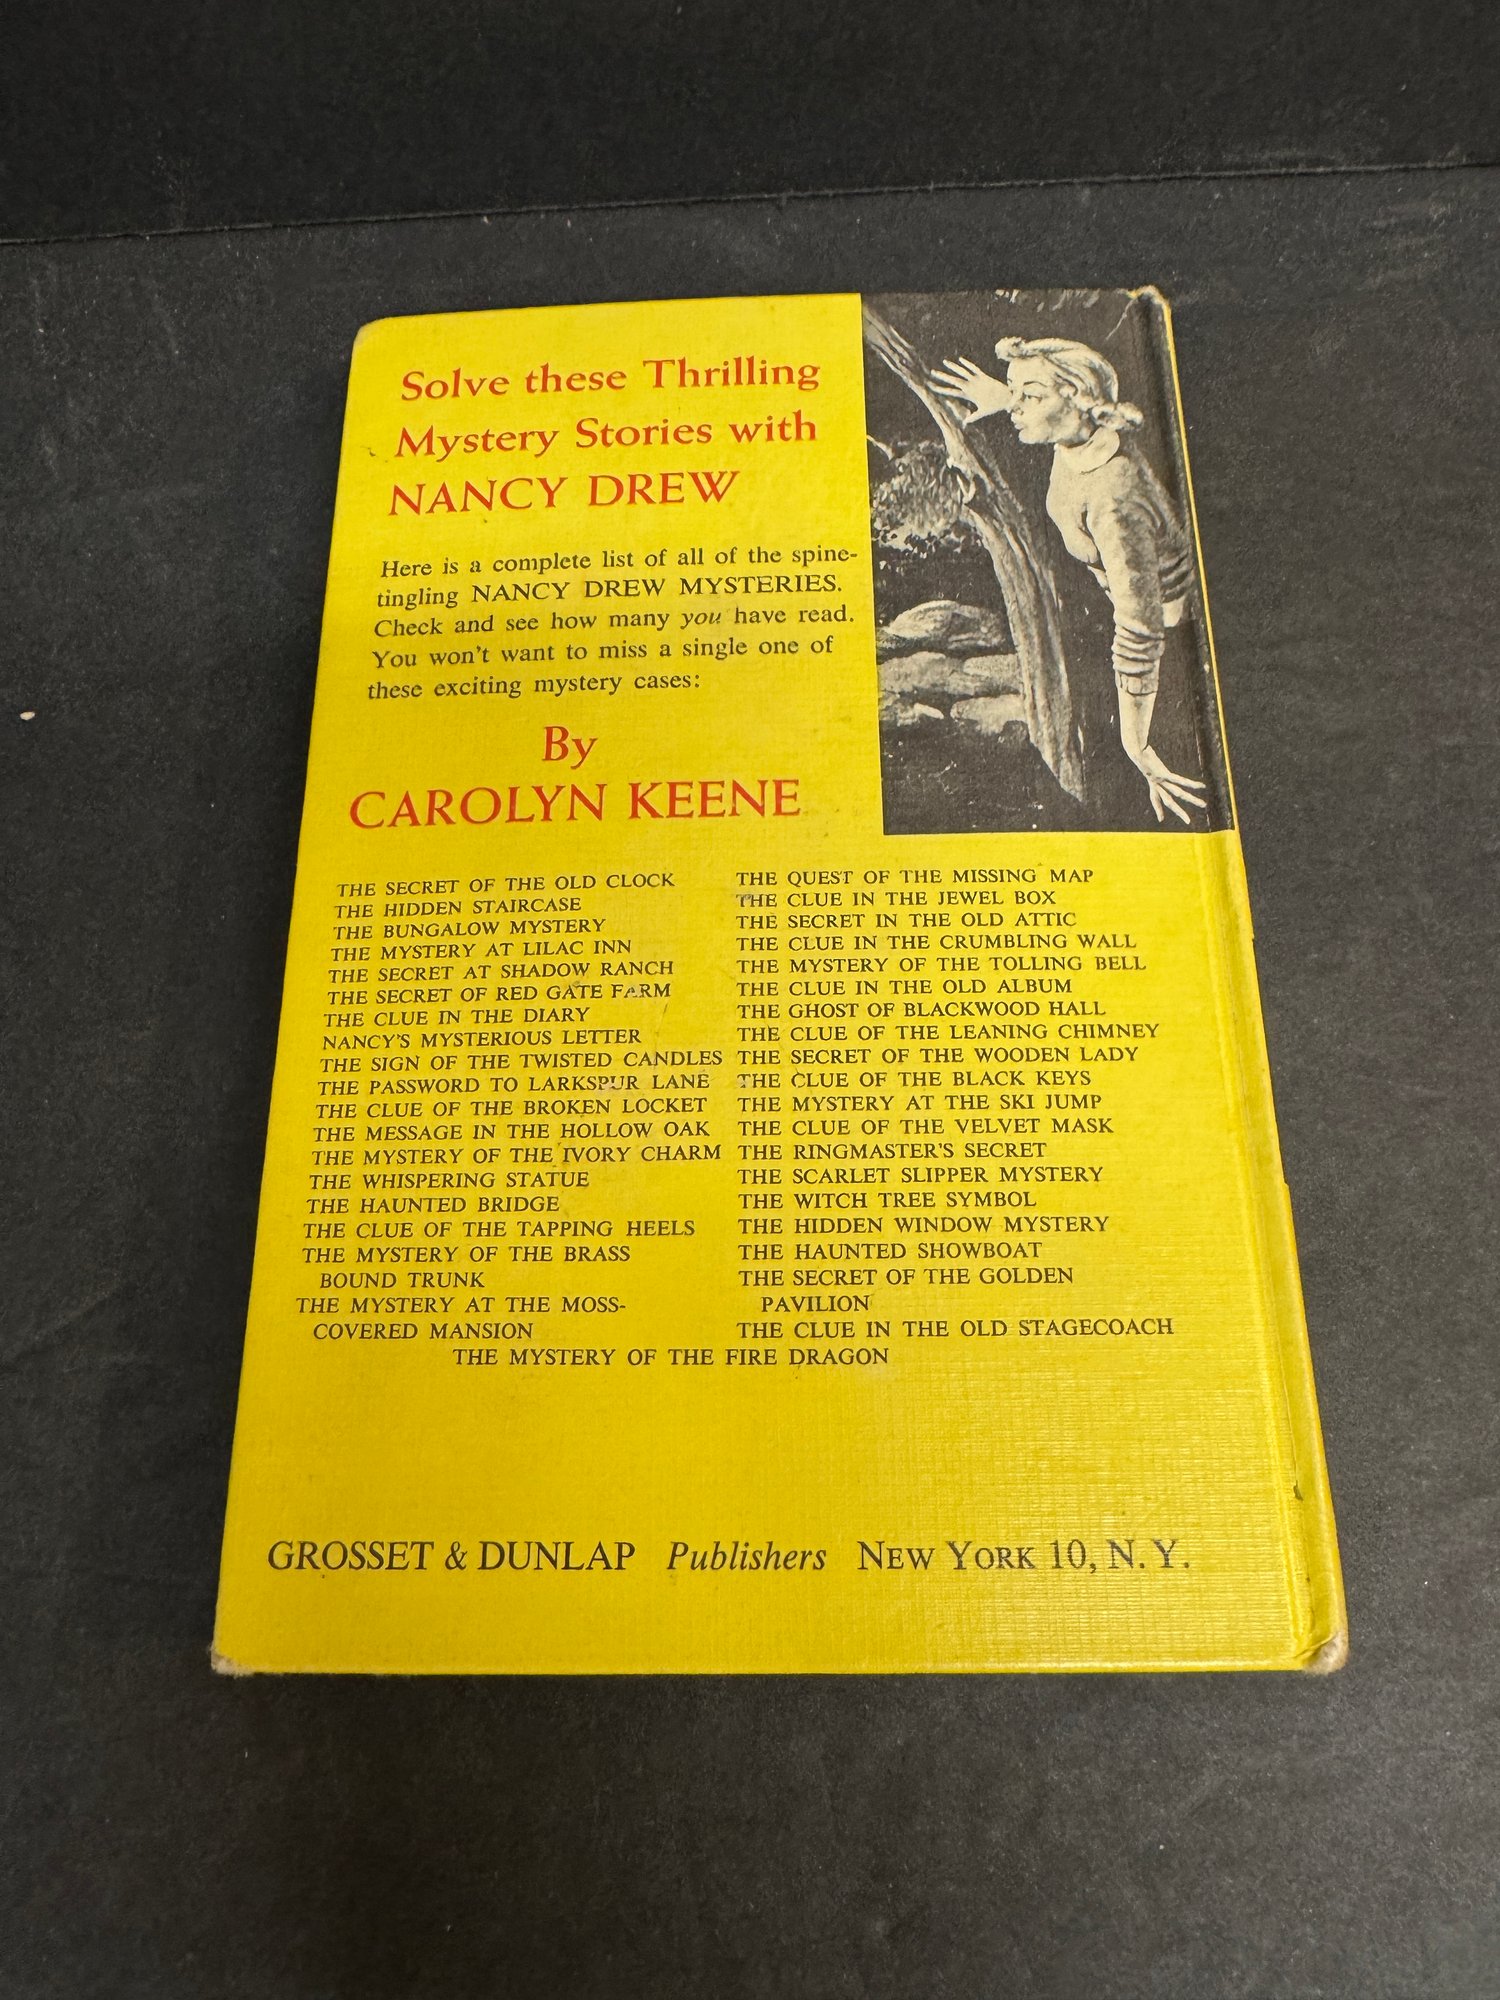 Solve these Thrilling
Mystery Stories with
NANCY DREW
Here is a complete list of all of the spine-
tingling NANCY DREW MYSTERIES.
Check and see how many you have read.
You won't want to miss a single one of
these exciting mystery cases:
By
CAROLYN KEENE
THE SECRET OF THE OLD CLOCK
THE HIDDEN STAIRCASE
THE BUNGALOW MYSTERY
THE MYSTERY AT LILAC INN
THE SECRET AT SHADOW RANCH
THE SECRET OF RED GATE FARM
THE CLUE IN THE DIARY
NANCY'S MYSTERIOUS LETTER
THE SIGN OF THE TWISTED CANDLES
THE PASSWORD TO LARKSPUR LANE
THE CLUE OF THE BROKEN LOCKET
THE MESSAGE IN THE HOLLOW OAK
THE MYSTERY OF THE IVORY CHARM
THE WHISPERING STATUE
THE HAUNTED BRIDGE
THE CLUE OF THE TAPPING HEELS
THE MYSTERY OF THE BRASS
BOUND TRUNK
THE MYSTERY AT THE MOSS-
COVERED MANSION
THE QUEST OF THE MISSING MAP
THE CLUE IN THE JEWEL BOX
THE SECRET IN THE OLD ATTIC
THE CLUE IN THE CRUMBLING WALL
THE MYSTERY OF THE TOLLING BELL
THE CLUE IN THE OLD ALBUM
THE GHOST OF BLACKWOOD HALL
THE CLUE OF THE LEANING CHIMNEY
THE SECRET OF THE WOODEN LADY
THE CLUE OF THE BLACK KEYS
THE MYSTERY AT THE SKI JUMP
THE CLUE OF THE VELVET MASK
THE RINGMASTER'S SECRET
THE SCARLET SLIPPER MYSTERY
THE WITCH TREE SYMBOL
THE HIDDEN WINDOW MYSTERY
THE HAUNTED SHOWBOAT
THE SECRET OF THE GOLDEN
PAVILION
THE CLUE IN THE OLD STAGECOACH
THE MYSTERY OF THE FIRE DRAGON
GROSSET & DUNLAP Publishers NEW YORK 10, N. Y.